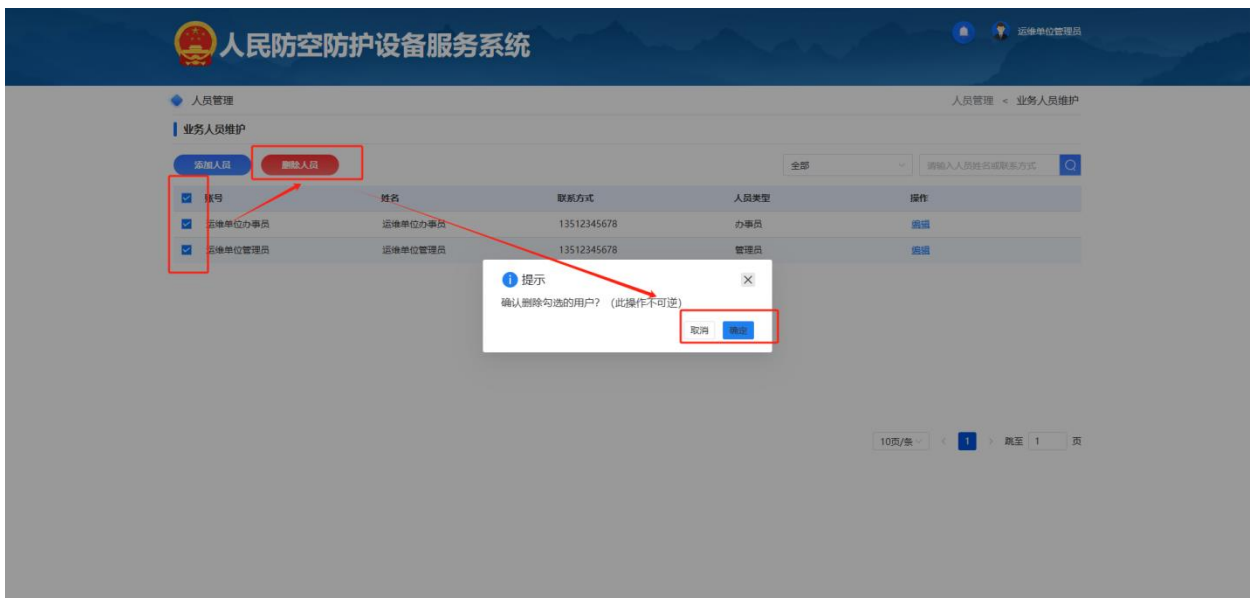 人民防空防护设备服务系统
运维单位管理员
人员管理
人员管理 < 业务人员维护
业务人员维护
添加人员 删除人员 全部 请输入人员姓名或联系方式
账号 姓名 联系方式 人员类型 操作
运维单位办事员 运维单位办事员 13512345678 办事员 编辑
运维单位管理员 运维单位管理员 13512345678 管理员 编辑
提示
确认删除勾选的用户? (此操作不可逆)
取消 确定
10页/条 < 1 > 跳至 1 页